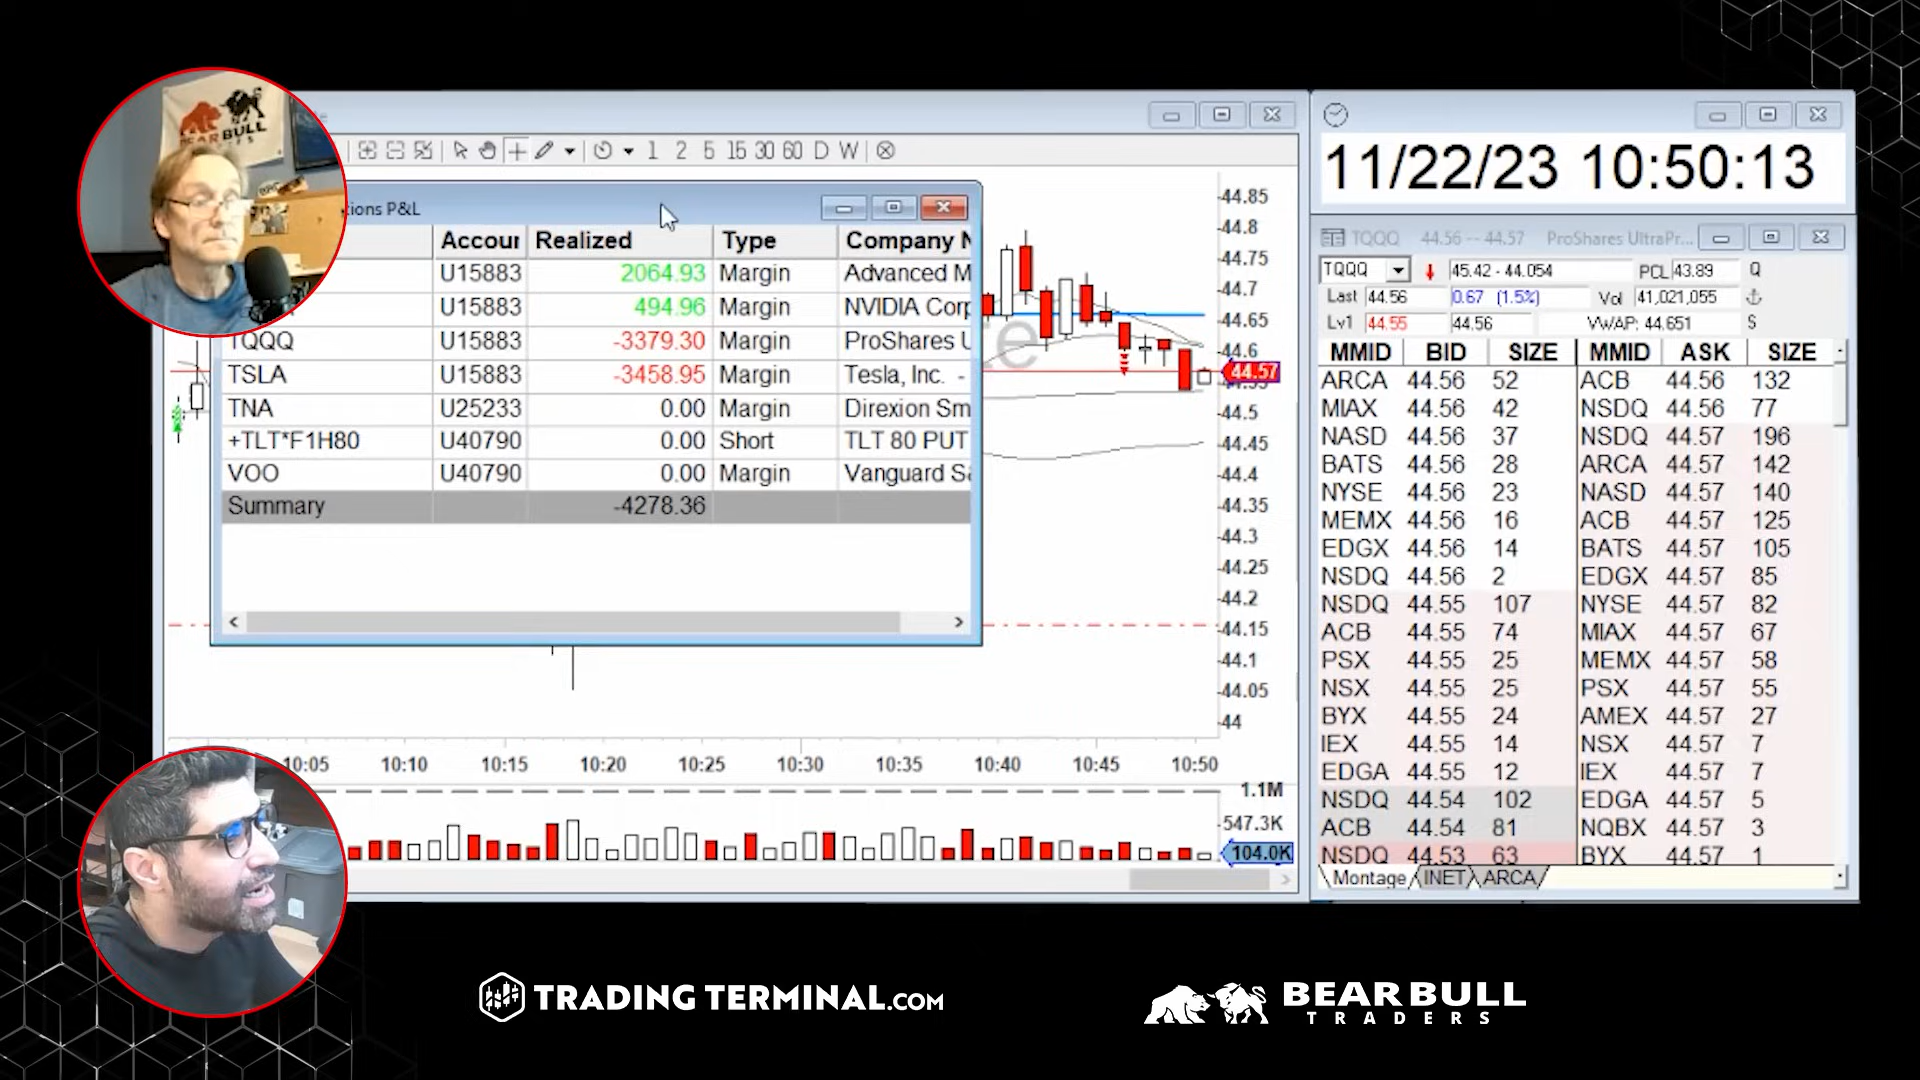 BEAR BULL
1 2 5 15 30 60 D W
ions P&L
Accour Realized Type Company N
U15883 2064.93 Margin Advanced M
U15883 494.96 Margin NVIDIA Corp
TQQQ U15883 -3379.30 Margin ProShares U
TSLA U15883 -3458.95 Margin Tesla, Inc. -
TNA U25233 0.00 Margin Direxion Sm
+TLT*F1H80 U40790 0.00 Short TLT 80 PUT
VOO U40790 0.00 Margin Vanguard S&
Summary -4278.36
44.85
44.8
44.75
44.7
44.65
44.6
44.57
44.5
44.45
44.4
44.35
44.3
44.25
44.2
44.15
44.1
44.05
44
10:05 10:10 10:15 10:20 10:25 10:30 10:35 10:40 10:45 10:50
1.1M
547.3K
104.0K
11/22/23 10:50:13
TQQQ 44.56 -- 44.57 ProShares UltraPr...
TQQQ 45.42 - 44.054 PCL 43.89 Q
Last 44.56 0.67 (1.5%) Vol 41,021,055
Lv1 44.55 44.56 VWAP: 44.651 S
MMID BID SIZE MMID ASK SIZE
ARCA 44.56 52 ACB 44.56 132
MIAX 44.56 42 NSDQ 44.56 77
NASD 44.56 37 NSDQ 44.57 196
BATS 44.56 28 ARCA 44.57 142
NYSE 44.56 23 NASD 44.57 140
MEMX 44.56 16 ACB 44.57 125
EDGX 44.56 14 BATS 44.57 105
NSDQ 44.56 2 EDGX 44.57 85
NSDQ 44.55 107 NYSE 44.57 82
ACB 44.55 74 MIAX 44.57 67
PSX 44.55 25 MEMX 44.57 58
NSX 44.55 25 PSX 44.57 55
BYX 44.55 24 AMEX 44.57 27
IEX 44.55 14 NSX 44.57 7
EDGA 44.55 12 IEX 44.57 7
NSDQ 44.54 102 EDGA 44.57 5
ACB 44.54 81 NQBX 44.57 3
NSDQ 44.53 63 BYX 44.57 1
Montage INET ARCA
TRADING TERMINAL.COM
BEAR BULL
TRADERS